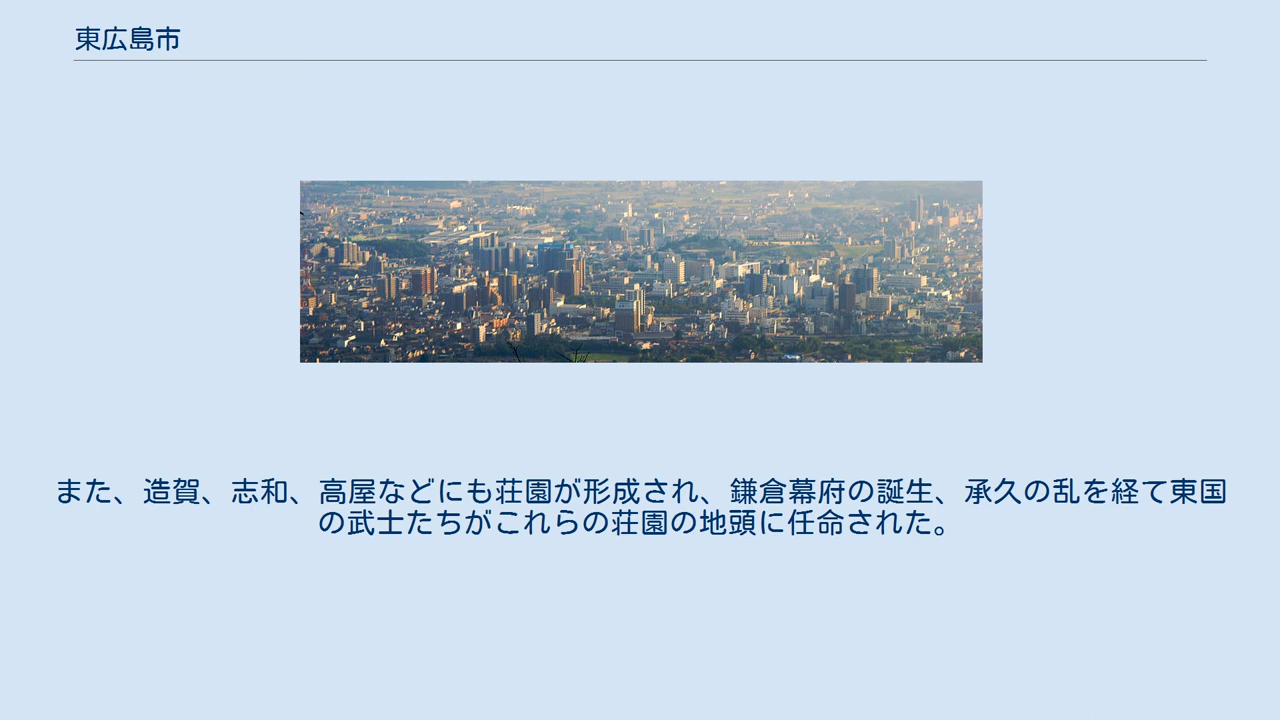 東広島市
また、造賀、志和、高屋などにも荘園が形成され、鎌倉幕府の誕生、承久の乱を経て東国
の武士たちがこれらの荘園の地頭に任命された。